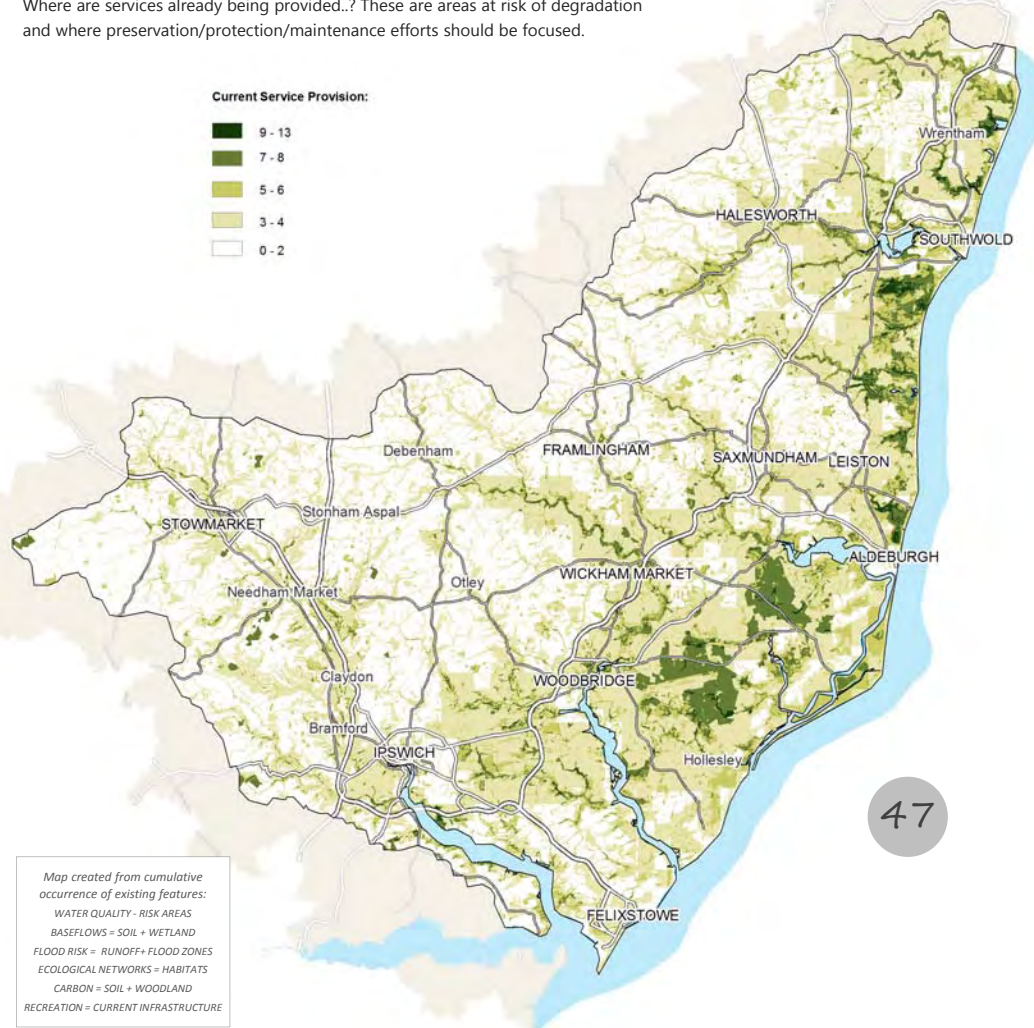 Where are services already being provided..? These are areas at risk of degradation
and where preservation/protection/maintenance efforts should be focused.
Current Service Provision:
9 - 13
7 - 8
5 - 6
3 - 4
0 - 2
Wrentham
HALESWORTH
SOUTHWOLD
Debenham
FRAMLINGHAM
SAXMUNDHAM
LEISTON
STOWMARKET
Stonham Aspal
ALDEBURGH
Needham Market
Otley
WICKHAM MARKET
Claydon
WOODBRIDGE
Bramford
IPSWICH
Hollesley
47
FELIXSTOWE
Map created from cumulative
occurrence of existing features:
WATER QUALITY - RISK AREAS
BASEFLOWS = SOIL + WETLAND
FLOOD RISK = RUNOFF+ FLOOD ZONES
ECOLOGICAL NETWORKS = HABITATS
CARBON = SOIL + WOODLAND
RECREATION = CURRENT INFRASTRUCTURE